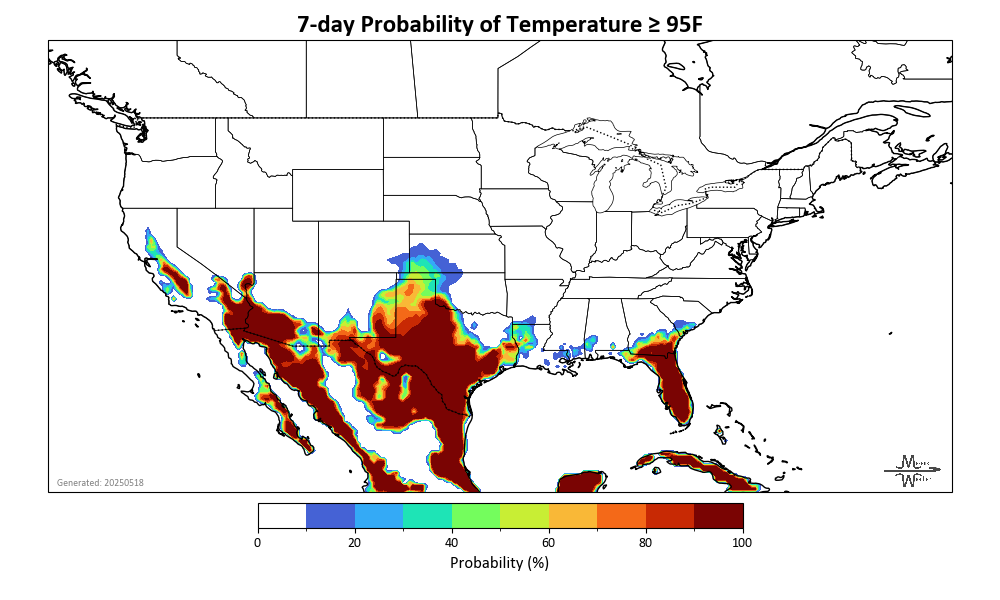 7-day Probability of Temperature ≥ 95F
Generated: 20250518
0 20 40 60 80 100
Probability (%)